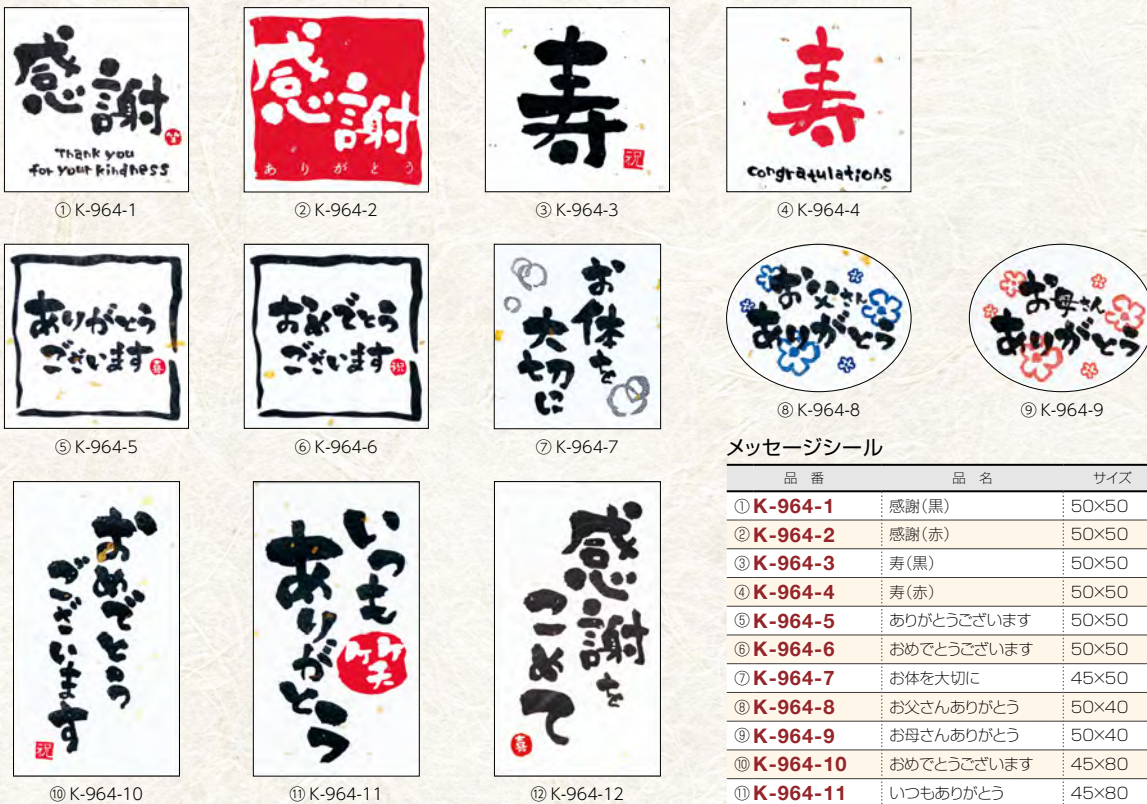 感謝
笑
Thank you
for your kindness
① K-964-1
感謝
ありがとう
② K-964-2
寿
祝
③ K-964-3
寿
congratulations
④ K-964-4
ありがとう
ございます
喜
⑤ K-964-5
おめでとう
ございます
祝
⑥ K-964-6
お体を
大切に
⑦ K-964-7
お父さん
ありがとう
⑧ K-964-8
お母さん
ありがとう
⑨ K-964-9
おめでとう
ございます
祝
⑩ K-964-10
いつも
ありがとう
笑
⑪ K-964-11
感謝を
こめて
喜
⑫ K-964-12
メッセージシール
品 番 品 名 サイズ
① K-964-1 感謝(黒) 50×50
② K-964-2 感謝(赤) 50×50
③ K-964-3 寿(黒) 50×50
④ K-964-4 寿(赤) 50×50
⑤ K-964-5 ありがとうございます 50×50
⑥ K-964-6 おめでとうございます 50×50
⑦ K-964-7 お体を大切に 45×50
⑧ K-964-8 お父さんありがとう 50×40
⑨ K-964-9 お母さんありがとう 50×40
⑩ K-964-10 おめでとうございます 45×80
⑪ K-964-11 いつもありがとう 45×80